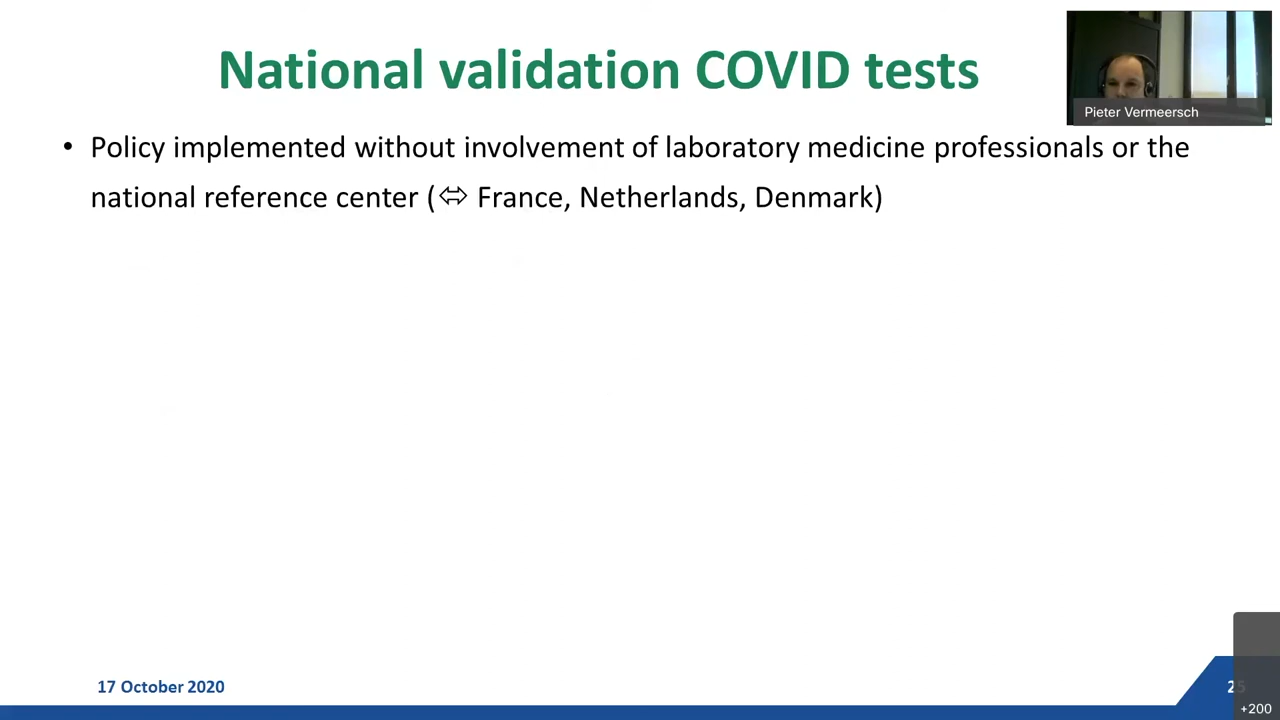 National validation COVID tests
Pieter Vermeersch
• Policy implemented without involvement of laboratory medicine professionals or the
national reference center (⬄ France, Netherlands, Denmark)
17 October 2020
+200